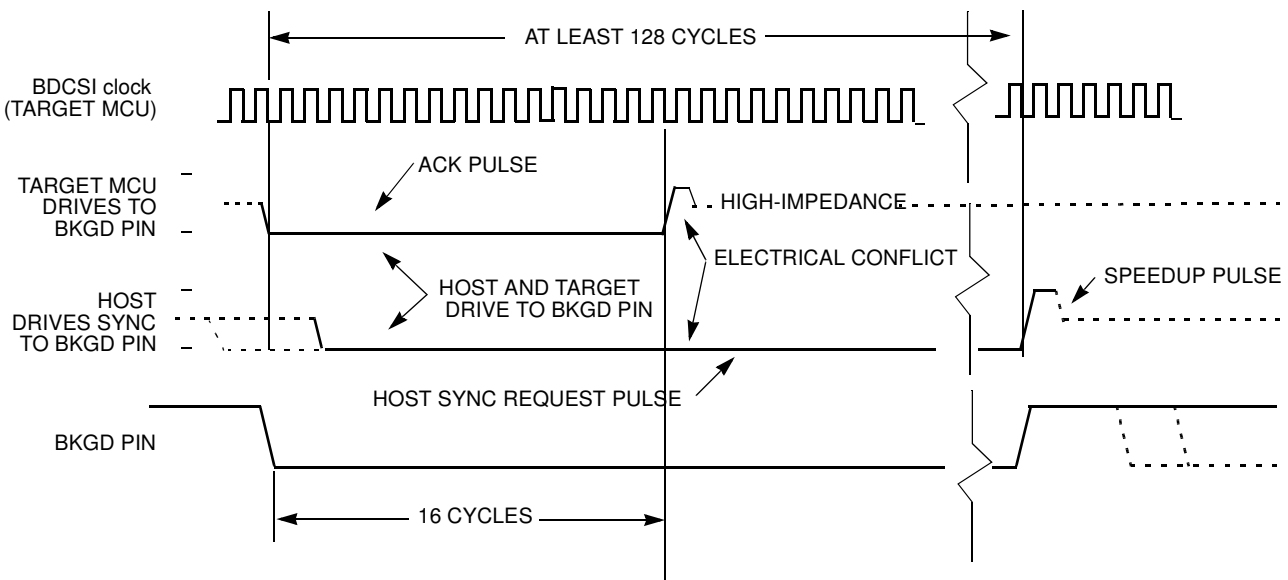 AT LEAST 128 CYCLES
BDCSI clock
(TARGET MCU)
ACK PULSE
TARGET MCU
DRIVES TO
BKGD PIN
HIGH-IMPEDANCE
ELECTRICAL CONFLICT
HOST AND TARGET
DRIVE TO BKGD PIN
SPEEDUP PULSE
HOST
DRIVES SYNC
TO BKGD PIN
HOST SYNC REQUEST PULSE
BKGD PIN
16 CYCLES